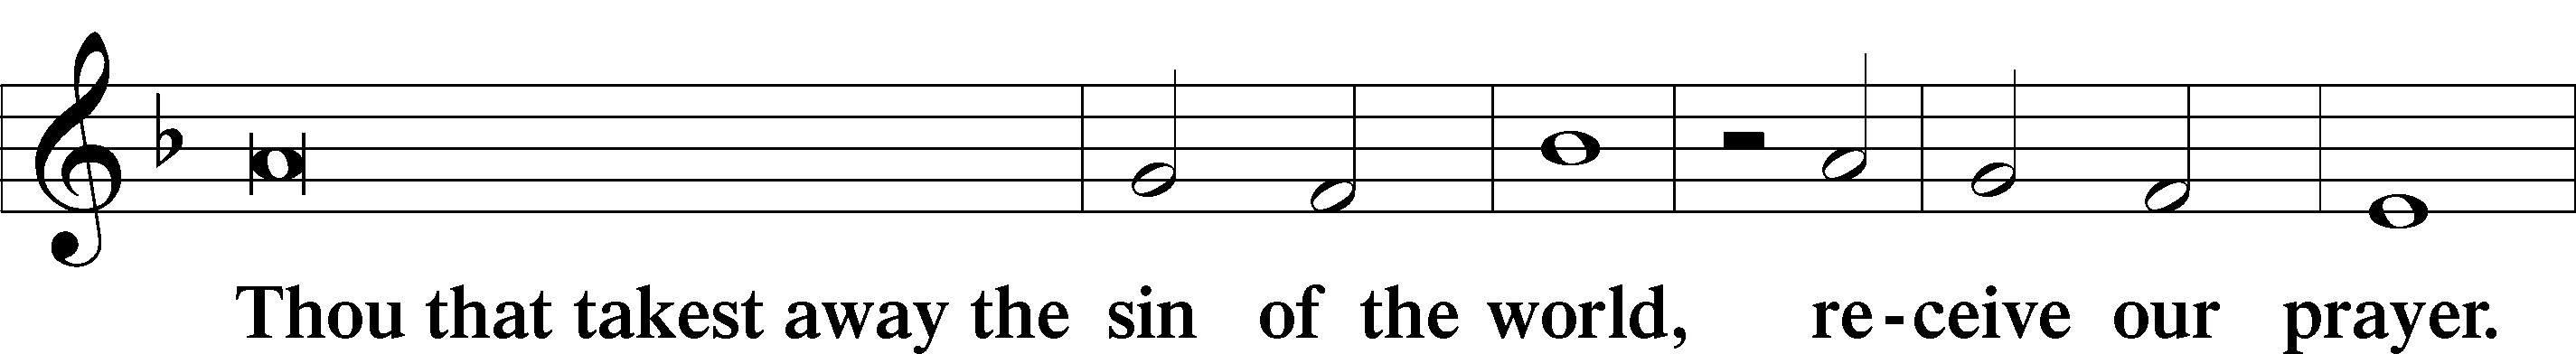 Thou that takest away the sin of the world, re-ceive our prayer.